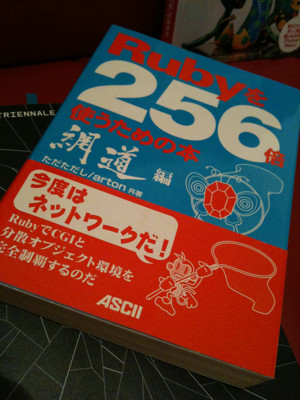 TRIENNALE
Rubyを
256倍
使うための本
網道編
ただただし/arton 共著
今度は
ネットワークだ!
RubyでCGIと
分散オブジェクト環境を
完全制覇するのだ
ASCII